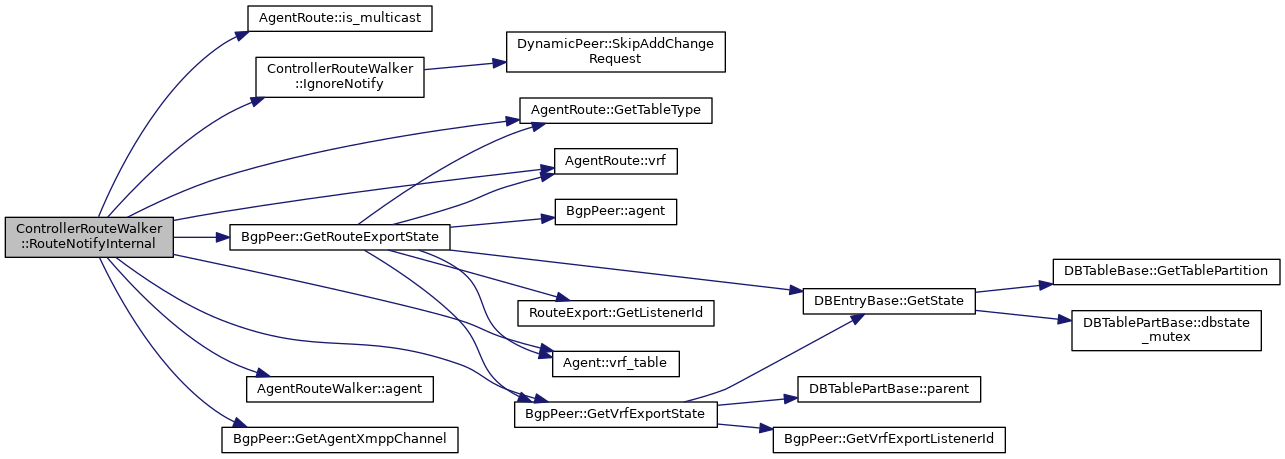 AgentRoute::is_multicast
ControllerRouteWalker
::IgnoreNotify
DynamicPeer::SkipAddChange
Request
AgentRoute::GetTableType
AgentRoute::vrf
BgpPeer::agent
ControllerRouteWalker
::RouteNotifyInternal
BgpPeer::GetRouteExportState
DBEntryBase::GetState
DBTableBase::GetTablePartition
DBTablePartBase::dbstate
_mutex
RouteExport::GetListenerId
Agent::vrf_table
AgentRouteWalker::agent
BgpPeer::GetVrfExportState
DBTablePartBase::parent
BgpPeer::GetAgentXmppChannel
BgpPeer::GetVrfExportListenerId